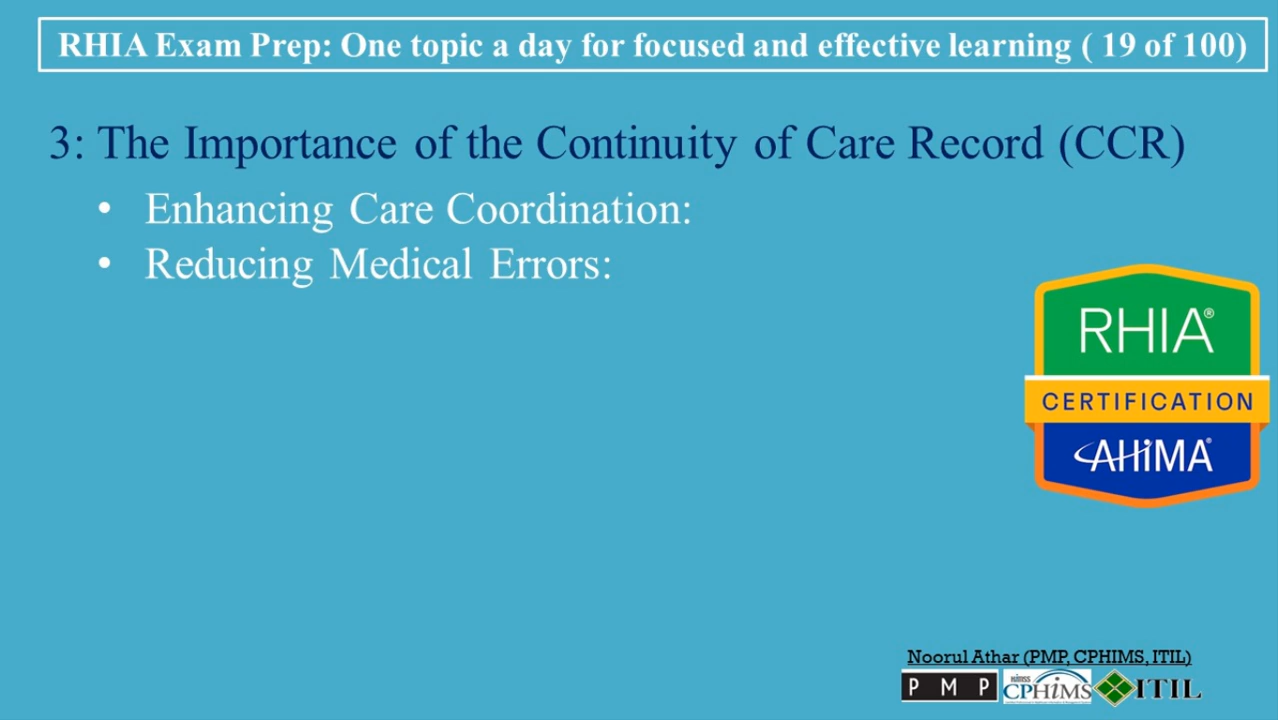 RHIA Exam Prep: One topic a day for focused and effective learning ( 19 of 100)
3: The Importance of the Continuity of Care Record (CCR)
• Enhancing Care Coordination:
• Reducing Medical Errors:
RHIA®
CERTIFICATION
AHiMA®
Noorul Athar (PMP, CPHIMS, ITIL)
P M P
himss
CPHiMS
ITIL